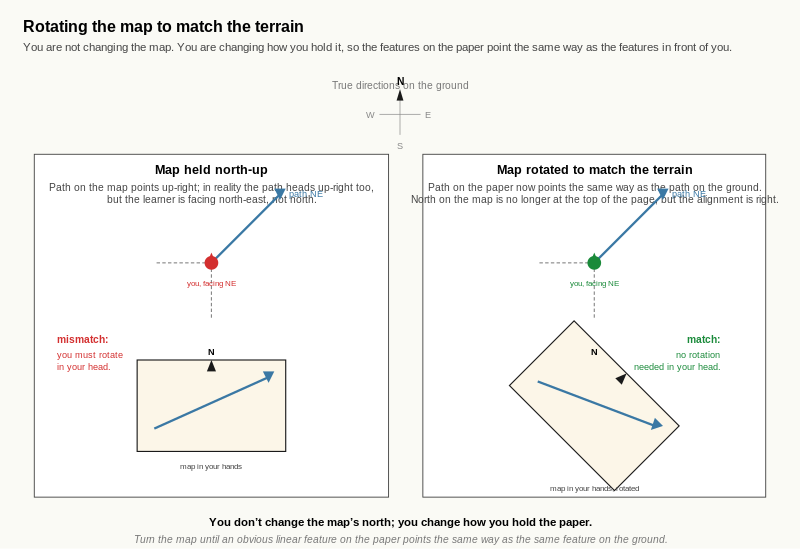 Rotating the map to match the terrain
You are not changing the map. You are changing how you hold it, so the features on the paper point the same way as the features in front of you.
True directions on the ground
N
W
E
S
Map held north-up
Path on the map points up-right; in reality the path heads up-right too,
but the learner is facing north-east, not north.
path NE
you, facing NE
mismatch:
you must rotate
in your head.
N
map in your hands
Map rotated to match the terrain
Path on the paper now points the same way as the path on the ground.
North on the map is no longer at the top of the page, but the alignment is right.
path NE
you, facing NE
match:
no rotation
needed in your head.
N
map in your hands, rotated
You don’t change the map’s north; you change how you hold the paper.
Turn the map until an obvious linear feature on the paper points the same way as the same feature on the ground.